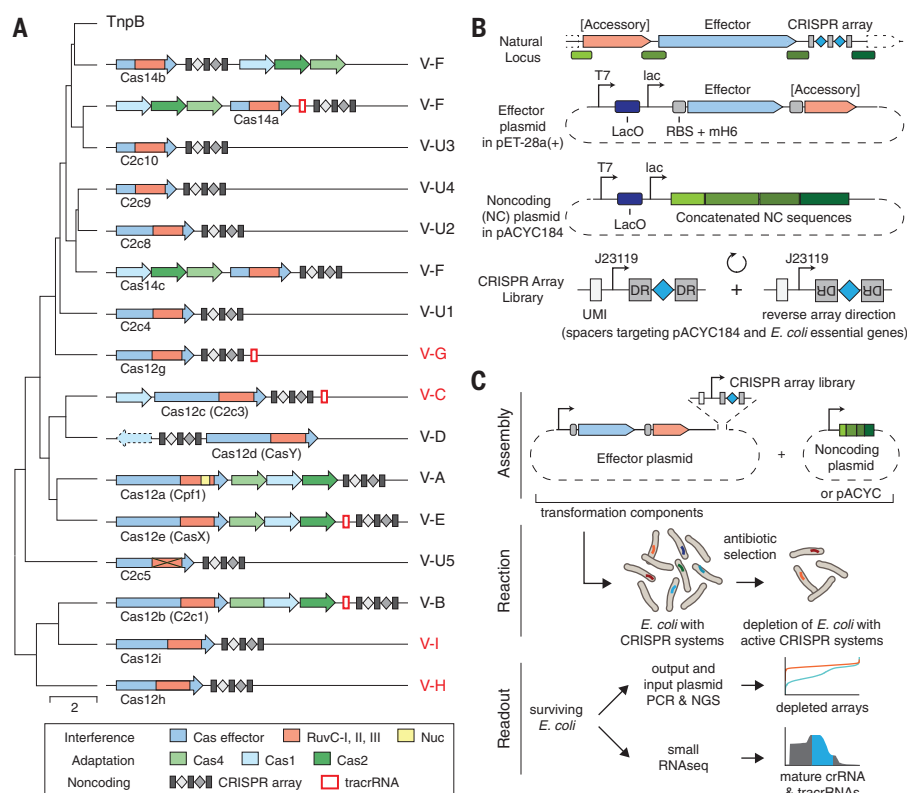 A
TnpB
Cas14b
V-F
Cas14a
V-F
C2c10
V-U3
C2c9
V-U4
C2c8
V-U2
Cas14c
V-F
C2c4
V-U1
Cas12g
V-G
Cas12c (C2c3)
V-C
Cas12d (CasY)
V-D
Cas12a (Cpf1)
V-A
Cas12e (CasX)
V-E
C2c5
V-U5
Cas12b (C2c1)
V-B
Cas12i
V-I
Cas12h
V-H
2
Interference Cas effector RuvC-I, II, III Nuc
Adaptation Cas4 Cas1 Cas2
Noncoding CRISPR array tracrRNA
B
[Accessory] Effector CRISPR array
Natural
Locus
T7 lac Effector [Accessory]
Effector
plasmid
in pET-28a(+)
LacO RBS + mH6
T7 lac
Noncoding
(NC) plasmid
in pACYC184
LacO Concatenated NC sequences
J23119 J23119
CRISPR Array
Library
DR DR + DR DR
UMI reverse array direction
(spacers targeting pACYC184 and E. coli essential genes)
C
Assembly
CRISPR array library
Effector plasmid
+
Noncoding
plasmid
or pACYC
transformation components
Reaction
antibiotic
selection
E. coli with
CRISPR systems
depletion of E. coli with
active CRISPR systems
Readout
surviving
E. coli
output and
input plasmid
PCR & NGS
depleted arrays
small
RNAseq
mature crRNA
& tracrRNAs